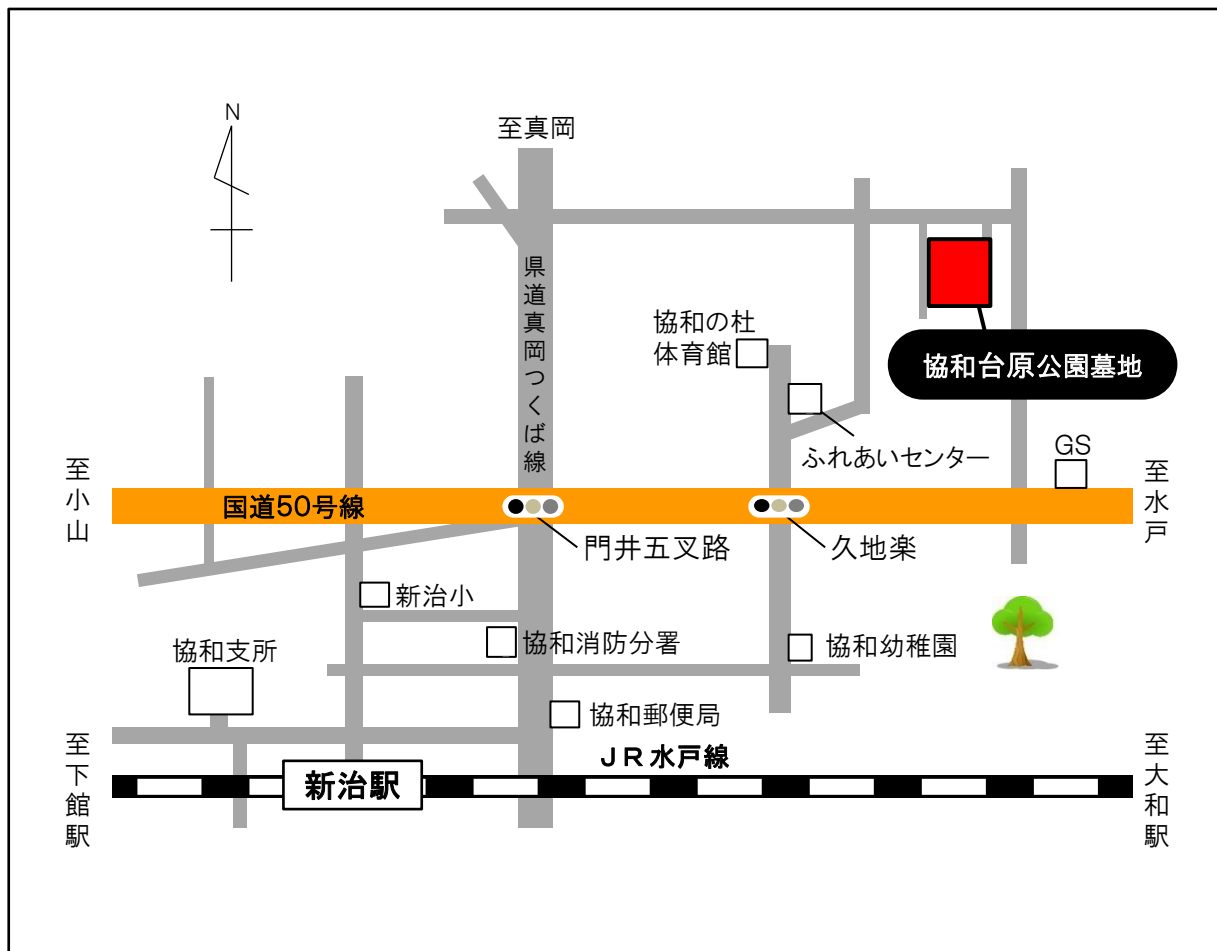 N
至真岡
県道真岡つくば線
協和の杜
体育館
協和台原公園墓地
ふれあいセンター
GS
至小山
国道50号線
至水戸
門井五叉路
久地楽
新治小
協和消防分署
協和幼稚園
協和支所
協和郵便局
JR水戸線
至下館駅
新治駅
至大和駅